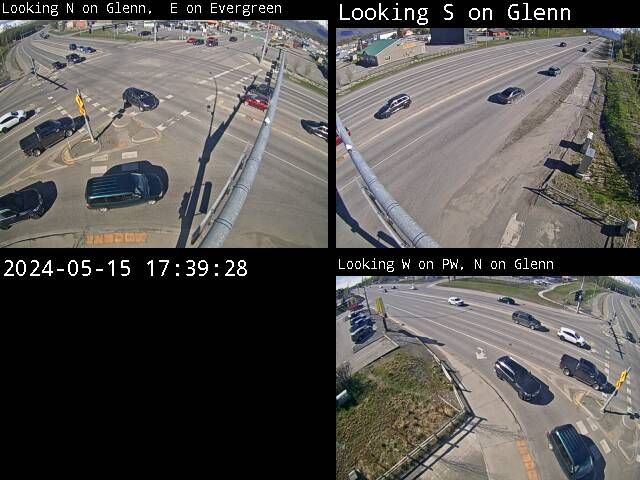 Looking N on Glenn, E on Evergreen
Looking S on Glenn
2024-05-15 17:39:28
Looking W on PW, N on Glenn